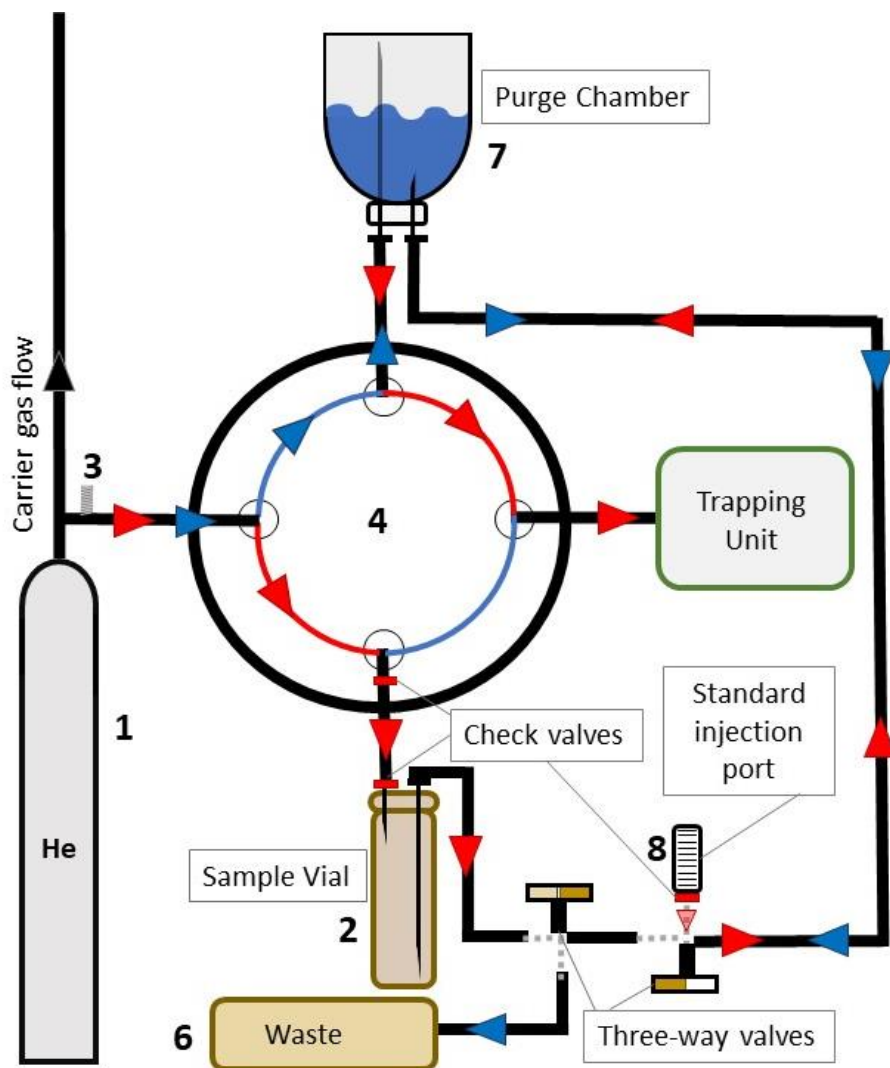 Purge Chamber
7
Carrier gas flow
3
4
Trapping
Unit
1
Check valves
Standard
injection
port
He
Sample Vial
8
2
6
Waste
Three-way valves